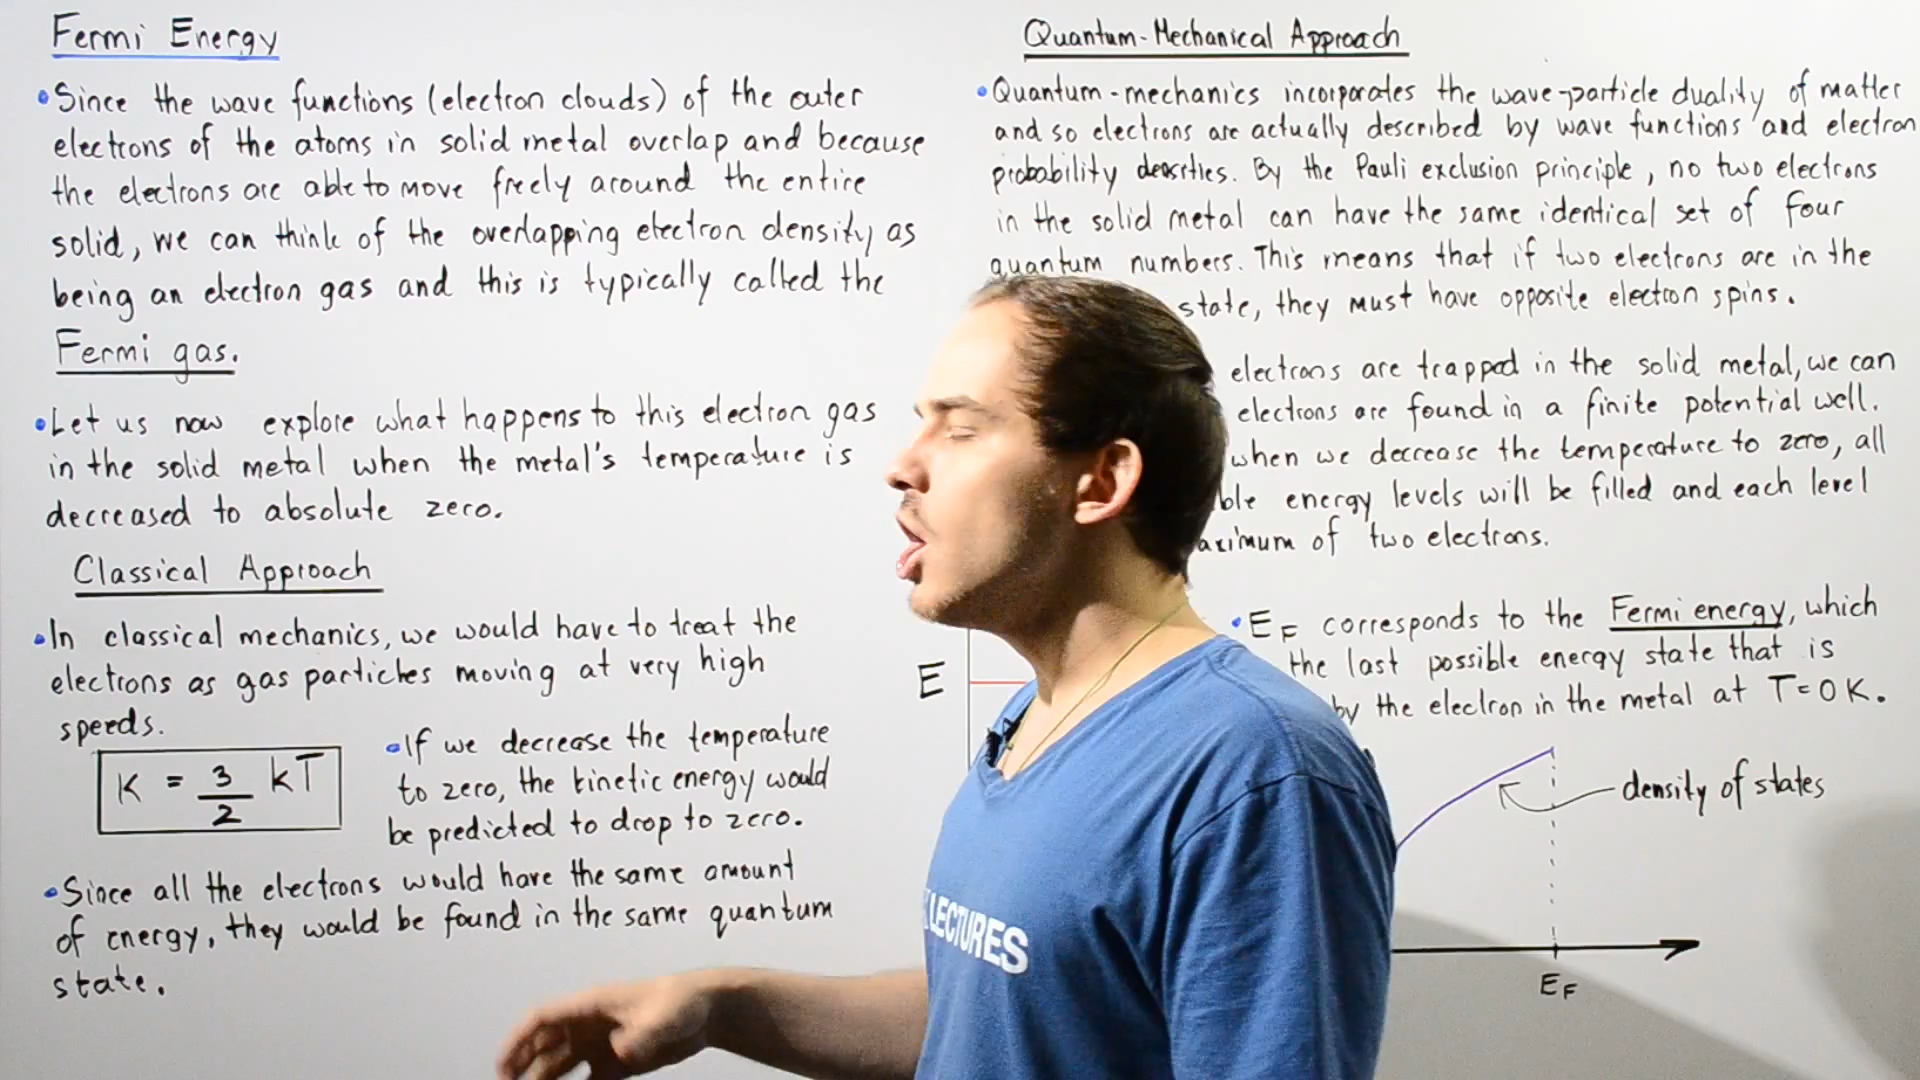 Fermi Energy
•Since the wave functions (electron clouds) of the outer
electrons of the atoms in solid metal overlap and because
the electrons are able to move freely around the entire
solid, we can think of the overlapping electron density as
being an electron gas and this is typically called the
Fermi gas.
•Let us now explore what happens to this electron gas
in the solid metal when the metal's temperature is
decreased to absolute zero.
Classical Approach
•In classical mechanics, we would have to treat the
electrons as gas particles moving at very high
speeds.
K = 3/2 kT
•If we decrease the temperature
to zero, the kinetic energy would
be predicted to drop to zero.
•Since all the electrons would have the same amount
of energy, they would be found in the same quantum
state.
Quantum-Mechanical Approach
•Quantum-mechanics incorporates the wave-particle duality of matter
and so electrons are actually described by wave functions and electron
probability densities. By the Pauli exclusion principle, no two electrons
in the solid metal can have the same identical set of four
quantum numbers. This means that if two electrons are in the
state, they must have opposite electron spins.
electrons are trapped in the solid metal, we can
electrons are found in a finite potential well.
when we decrease the temperature to zero, all
ble energy levels will be filled and each level
aximum of two electrons.
•EF corresponds to the Fermi energy, which
the last possible energy state that is
by the electron in the metal at T=0K.
E
density of states
EF
LECTURES